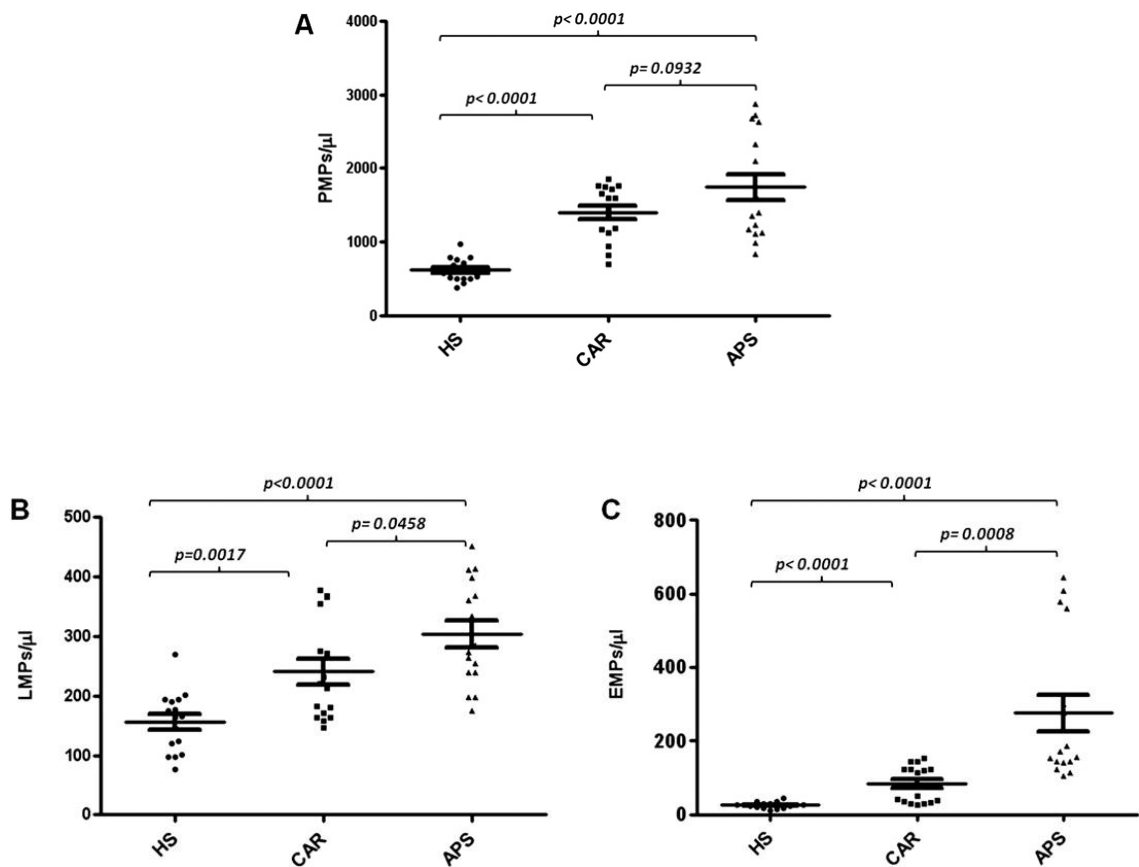 A
4000
p< 0.0001
p= 0.0932
3000
p< 0.0001
PMPs/µl
2000
1000
0
HS
CAR
APS
B
p<0.0001
500
p= 0.0458
p=0.0017
400
LMPs/µl
300
200
100
0
HS
CAR
APS
C
p< 0.0001
800
p= 0.0008
p< 0.0001
600
EMPs/µl
400
200
0
HS
CAR
APS